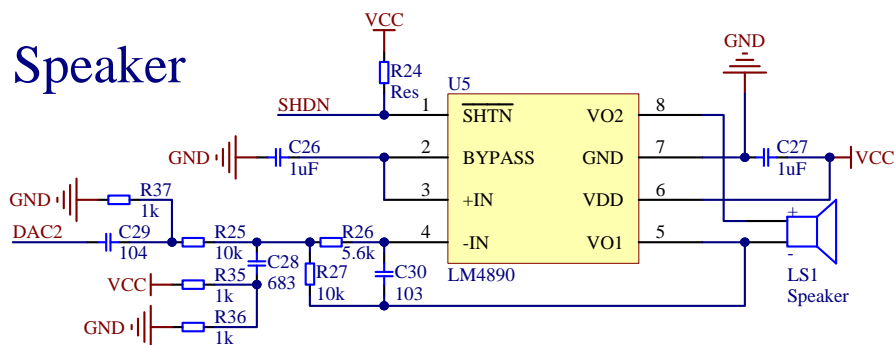 Speaker
VCC
R24
Res
SHDN
U5
GND
1
SHTN
VO2
8
GND
C26
1uF
2
BYPASS
GND
7
C27
1uF
VCC
3
+IN
VDD
6
GND
R37
1k
DAC2
C29
104
R25
10k
R26
5.6k
4
-IN
VO1
5
+
-
C28
683
R27
10k
C30
103
LM4890
LS1
Speaker
VCC
R35
1k
GND
R36
1k